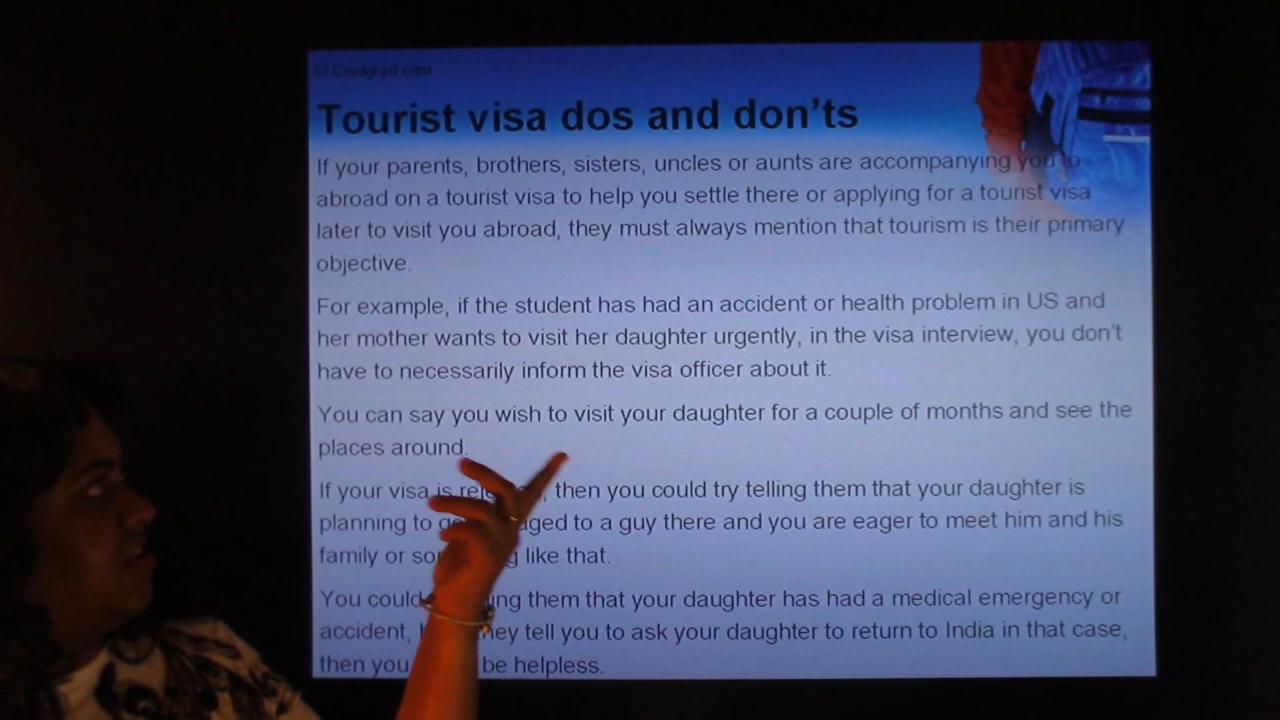 © Coolgrad.com
Tourist visa dos and don'ts
If your parents, brothers, sisters, uncles or aunts are accompanying you to
abroad on a tourist visa to help you settle there or applying for a tourist visa
later to visit you abroad, they must always mention that tourism is their primary
objective.
For example, if the student has had an accident or health problem in US and
her mother wants to visit her daughter urgently, in the visa interview, you don't
have to necessarily inform the visa officer about it.
You can say you wish to visit your daughter for a couple of months and see the
places around.
If your visa is then you could try telling them that your daughter is
planning to to a guy there and you are eager to meet him and his
family or like that.
You could them that your daughter has had a medical emergency or
accident, tell you to ask your daughter to return to India in that case,
then you be helpless.